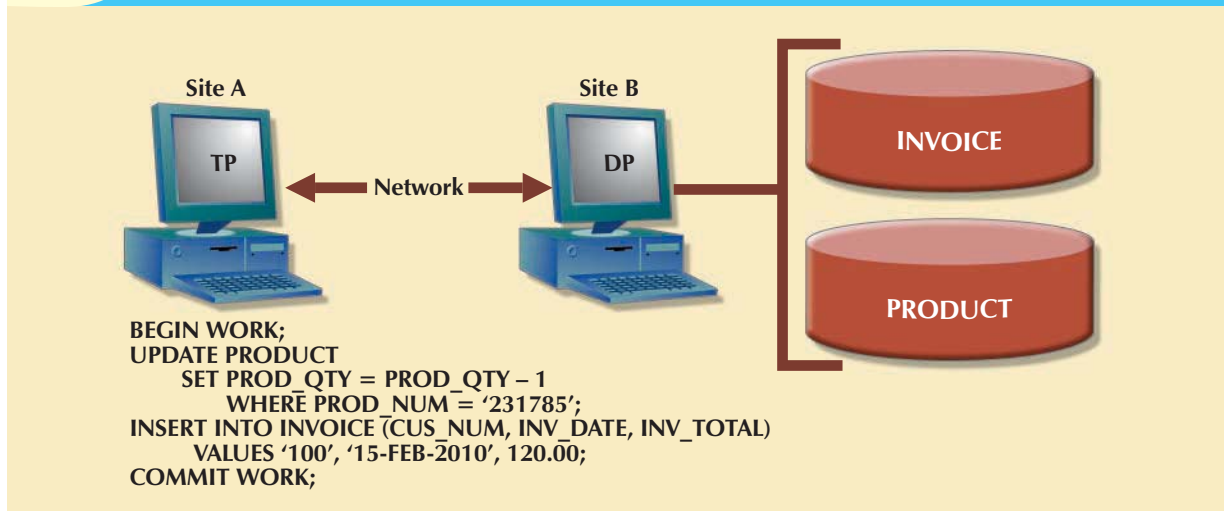 Site A
Site B
TP
Network
DP
INVOICE
PRODUCT
BEGIN WORK;
UPDATE PRODUCT
SET PROD_QTY = PROD_QTY – 1
WHERE PROD_NUM = ‘231785’;
INSERT INTO INVOICE (CUS_NUM, INV_DATE, INV_TOTAL)
VALUES ‘100’, ‘15-FEB-2010’, 120.00;
COMMIT WORK;